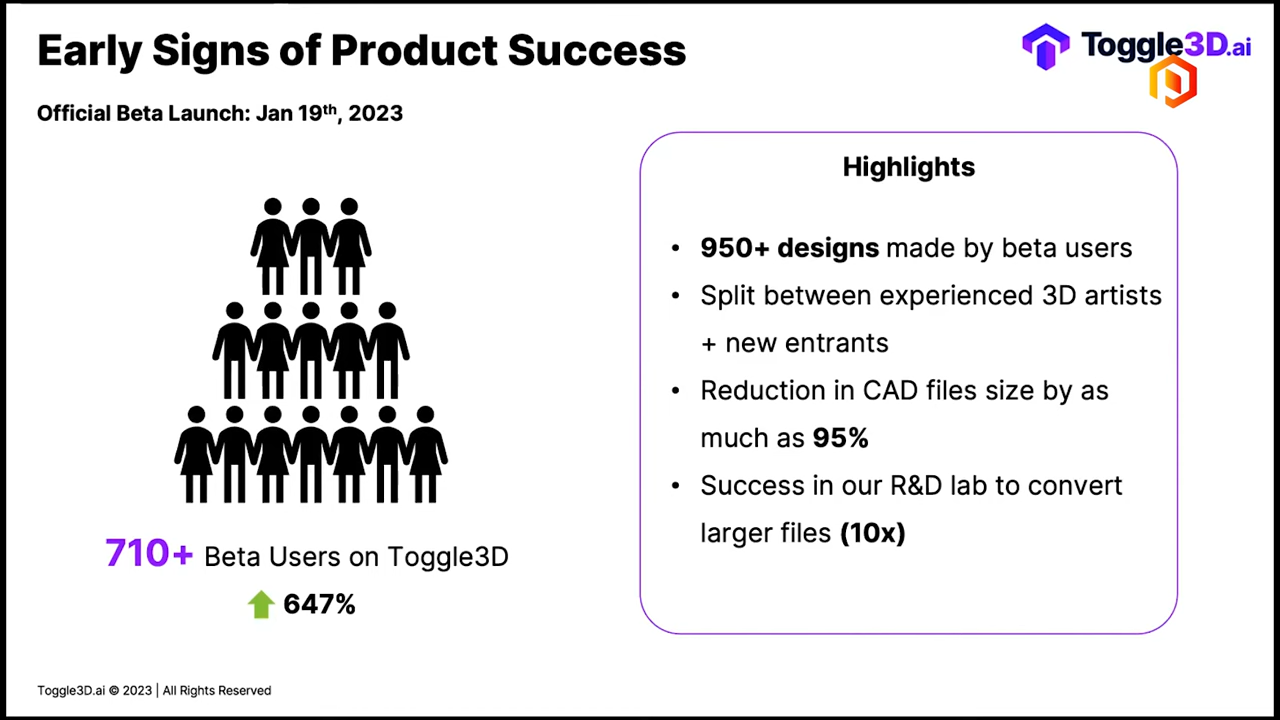 Early Signs of Product Success
Toggle3D.ai
Official Beta Launch: Jan 19th, 2023
710+ Beta Users on Toggle3D
647%
Highlights
• 950+ designs made by beta users
• Split between experienced 3D artists
+ new entrants
• Reduction in CAD files size by as
much as 95%
• Success in our R&D lab to convert
larger files (10x)
Toggle3D.ai © 2023 | All Rights Reserved